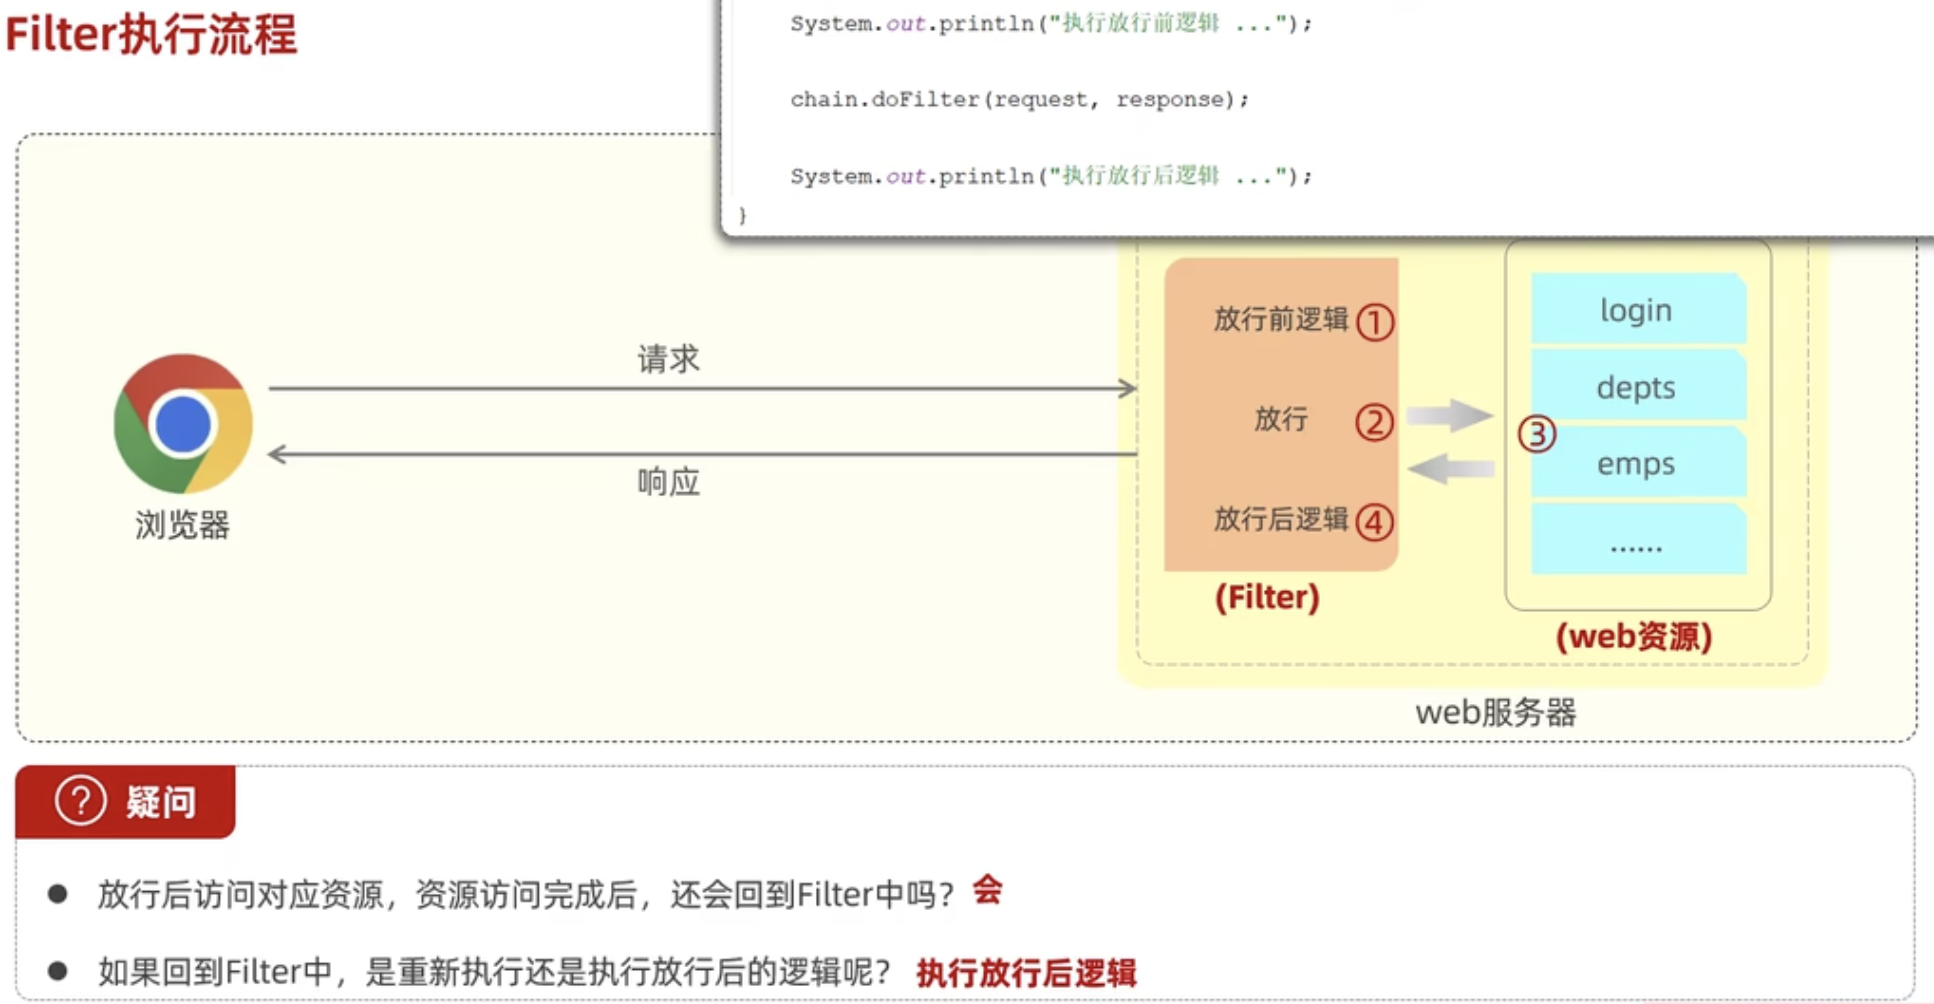 Filter执行流程
System.out.println("执行放行前逻辑 ...");
chain.doFilter(request, response);
System.out.println("执行放行后逻辑 ...");
}
请求
响应
浏览器
放行前逻辑 ①
放行 ②
放行后逻辑 ④
(Filter)
③
login
depts
emps
......
(web资源)
web服务器
? 疑问
● 放行后访问对应资源，资源访问完成后，还会回到Filter中吗？ 会
● 如果回到Filter中，是重新执行还是执行放行后的逻辑呢？ 执行放行后逻辑